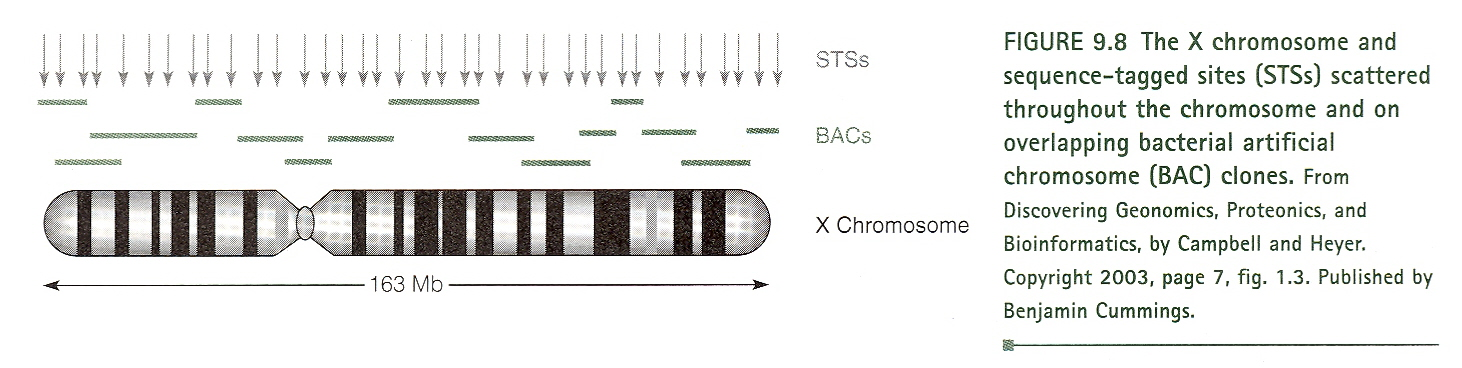 STSs
BACs
X Chromosome
163 Mb
FIGURE 9.8 The X chromosome and
sequence-tagged sites (STSs) scattered
throughout the chromosome and on
overlapping bacterial artificial
chromosome (BAC) clones. From
Discovering Geonomics, Proteonics, and
Bioinformatics, by Campbell and Heyer.
Copyright 2003, page 7, fig. 1.3. Published by
Benjamin Cummings.